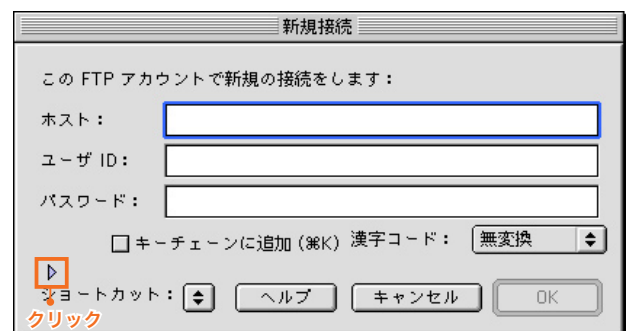 新規接続
この FTP アカウントで新規の接続をします：
ホスト：
ユーザ ID：
パスワード：
キーチェーンに追加 (⌘K) 漢字コード： 無変換
ショートカット： ヘルプ キャンセル OK
クリック